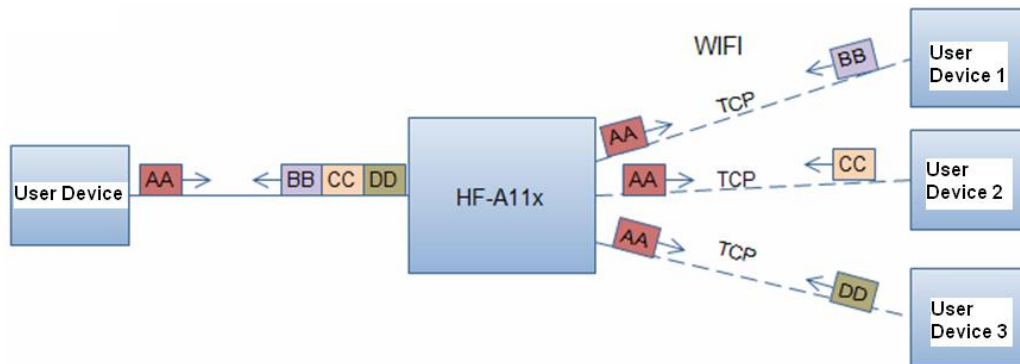 WIFI
User
Device 1
BB
TCP
AA
User Device
AA
BB CC DD
HF-A11x
AA
TCP
CC
User
Device 2
AA
TCP
DD
User
Device 3